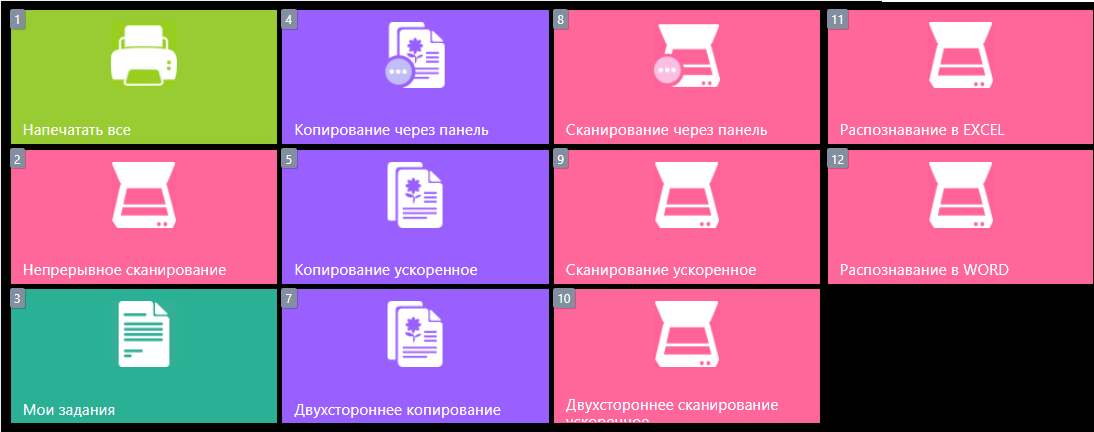 1
Напечатать все
4
Копирование через панель
8
Сканирование через панель
11
Распознавание в EXCEL
2
Непрерывное сканирование
5
Копирование ускоренное
9
Сканирование ускоренное
12
Распознавание в WORD
3
Мои задания
7
Двухстороннее копирование
10
Двухстороннее сканирование
ускоренное